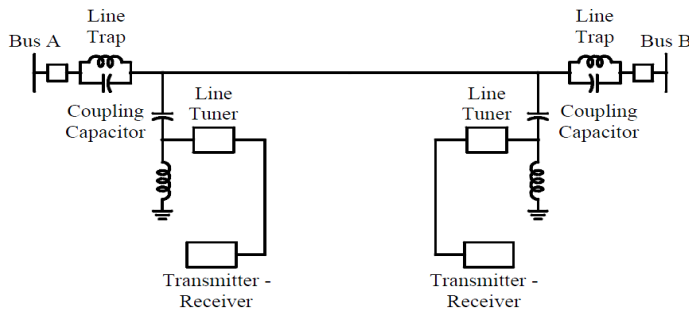 Line
Trap
Line
Trap
Bus A
Bus B
Coupling
Capacitor
Line
Tuner
Line
Tuner
Coupling
Capacitor
Transmitter -
Receiver
Transmitter -
Receiver